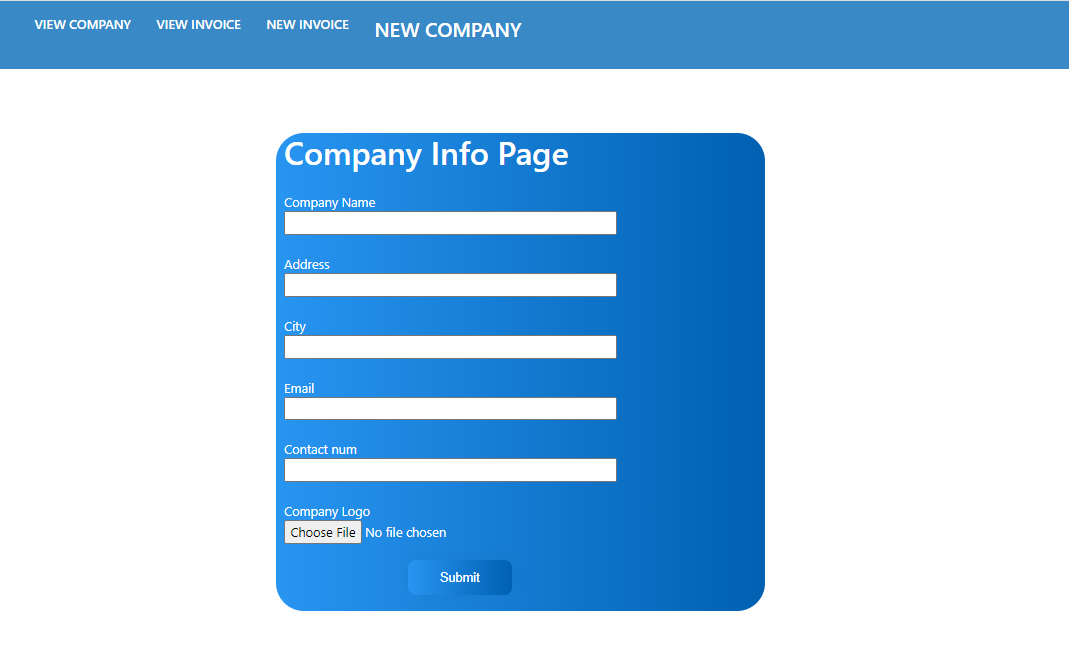 VIEW COMPANY VIEW INVOICE NEW INVOICE NEW COMPANY
Company Info Page
Company Name
Address
City
Email
Contact num
Company Logo
Choose File No file chosen
Submit